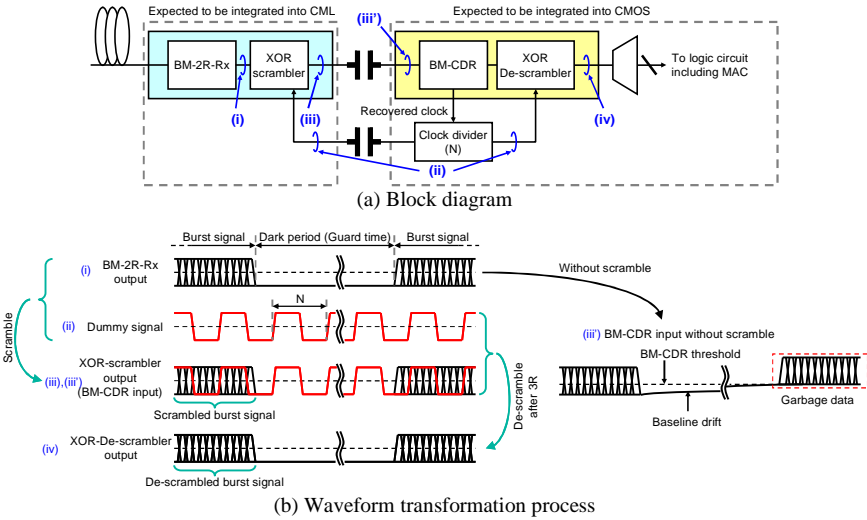 Expected to be integrated into CML
Expected to be integrated into CMOS
(iii')
BM-2R-Rx
XOR
scrambler
BM-CDR
XOR
De-scrambler
To logic circuit
including MAC
(i)
(iii)
Recovered clock
(iv)
Clock divider
(N)
(ii)
(a) Block diagram
Burst signal
Dark period (Guard time)
Burst signal
(i)
BM-2R-Rx
output
Without scramble
Scramble
N
(ii)
Dummy signal
(iii') BM-CDR input without scramble
BM-CDR threshold
(iii),(iii')
XOR-scrambler
output
(BM-CDR input)
De-scramble
after 3R
Scrambled burst signal
Garbage data
Baseline drift
(iv)
XOR-De-scrambler
output
De-scrambled burst signal
(b) Waveform transformation process